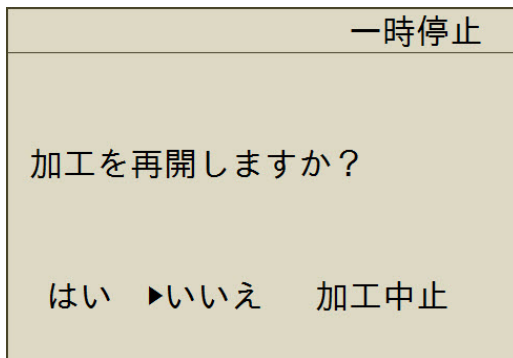 一時停止
加工を再開しますか？
はい ▶いいえ 加工中止